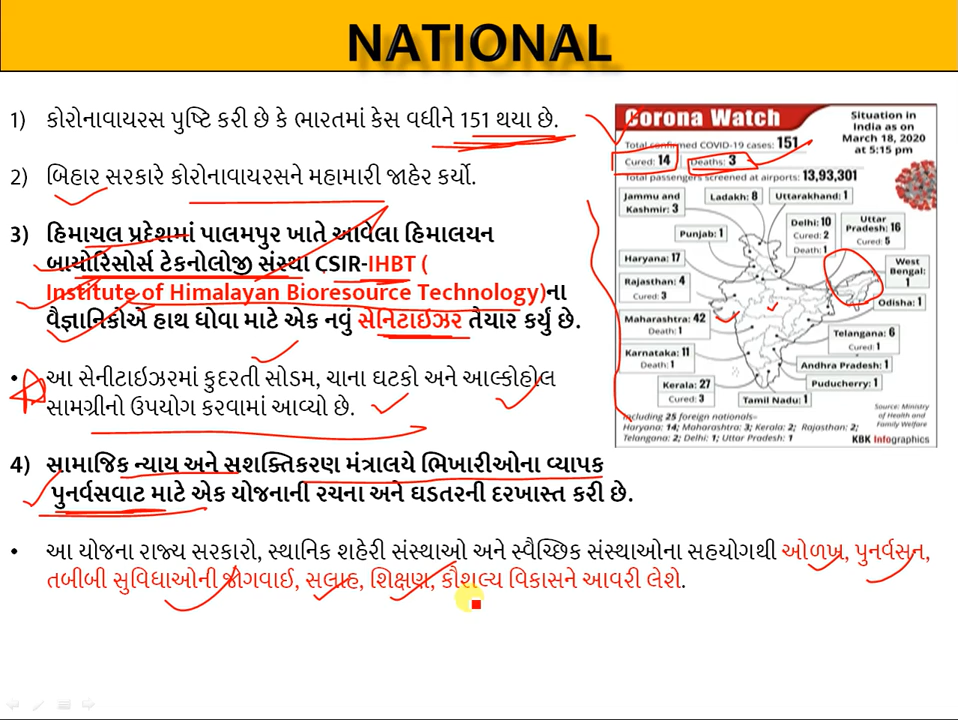 NATIONAL
1) કોરોનાવાયરસ પુષ્ટિ કરી છે કે ભારતમાં કેસ વધીને 151 થયા છે.
2) બિહાર સરકારે કોરોનાવાયરસને મહામારી જાહેર કર્યો.
3) હિમાચલ પ્રદેશમાં પાલમપુર ખાતે આવેલા હિમાલયન
બાયોરિસોર્સ ટેકનોલોજી સંસ્થા CSIR-IHBT (
Institute of Himalayan Bioresource Technology)ના
વૈજ્ઞાનિકોએ હાથ ધોવા માટે એક નવું સેનિટાઇઝર તૈયાર કર્યું છે.
• આ સેનીટાઇઝરમાં કુદરતી સોડમ, ચાના ઘટકો અને આલ્કોહોલ
સામગ્રીનો ઉપયોગ કરવામાં આવ્યો છે.
4) સામાજિક ન્યાય અને સશક્તિકરણ મંત્રાલયે ભિખારીઓના વ્યાપક
પુનર્વસવાટ માટે એક યોજનાની રચના અને ઘડતરની દરખાસ્ત કરી છે.
• આ યોજના રાજ્ય સરકારો, સ્થાનિક શહેરી સંસ્થાઓ અને સ્વૈચ્છિક સંસ્થાઓના સહયોગથી ઓળખ, પુનર્વસન,
તબીબી સુવિધાઓની જોગવાઈ, સલાહ, શિક્ષણ, કૌશલ્ય વિકાસને આવરી લેશે.
Corona Watch
Situation in
India as on
March 18, 2020
at 5:15 pm
Total confirmed COVID-19 cases: 151
Cured: 14 Deaths: 3
Total passengers screened at airports: 13,93,301
Jammu and
Kashmir: 3
Ladakh: 8
Uttarakhand: 1
Punjab: 1
Delhi: 10
Cured: 2
Death: 1
Uttar
Pradesh: 16
Cured: 5
Haryana: 17
West
Bengal:
1
Rajasthan: 4
Cured: 3
Odisha: 1
Maharashtra: 42
Death: 1
Telangana: 6
Cured: 1
Karnataka: 11
Death: 1
Andhra Pradesh: 1
Puducherry: 1
Kerala: 27
Cured: 3
Tamil Nadu: 1
Including 25 foreign nationals–
Haryana: 14; Maharashtra: 3; Kerala: 2; Rajasthan: 2;
Telangana: 2; Delhi: 1; Uttar Pradesh: 1
Source: Ministry
of Health and
Family Welfare
KBK Infographics